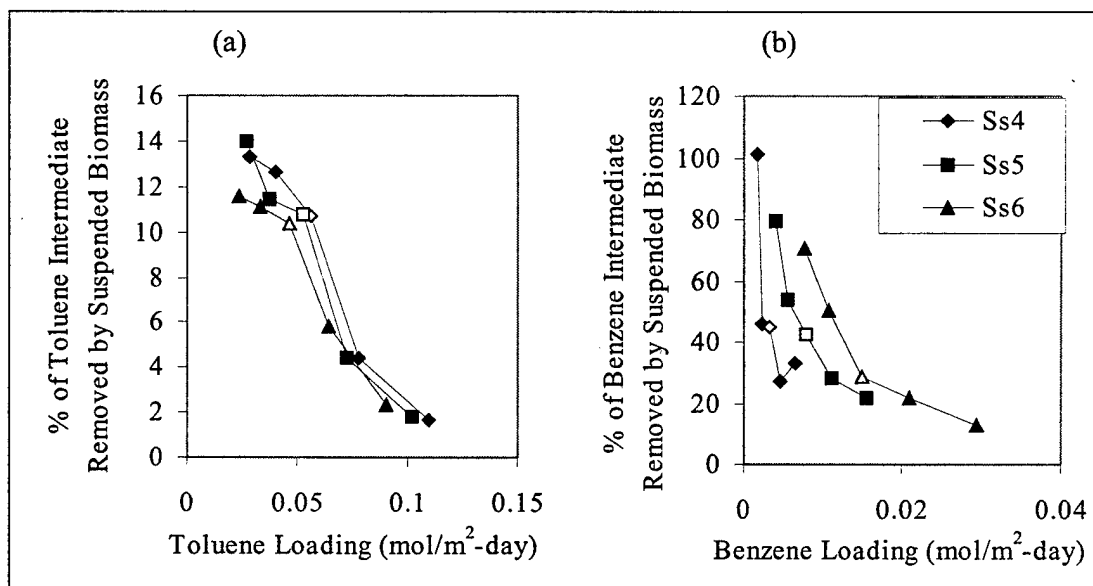 (a)
(b)
% of Toluene Intermediate
Removed by Suspended Biomass
16
14
12
10
8
6
4
2
0
0
0.05
0.1
0.15
Toluene Loading (mol/m²-day)
% of Benzene Intermediate
Removed by Suspended Biomass
120
100
80
60
40
20
0
0
0.02
0.04
Benzene Loading (mol/m²-day)
Ss4
Ss5
Ss6